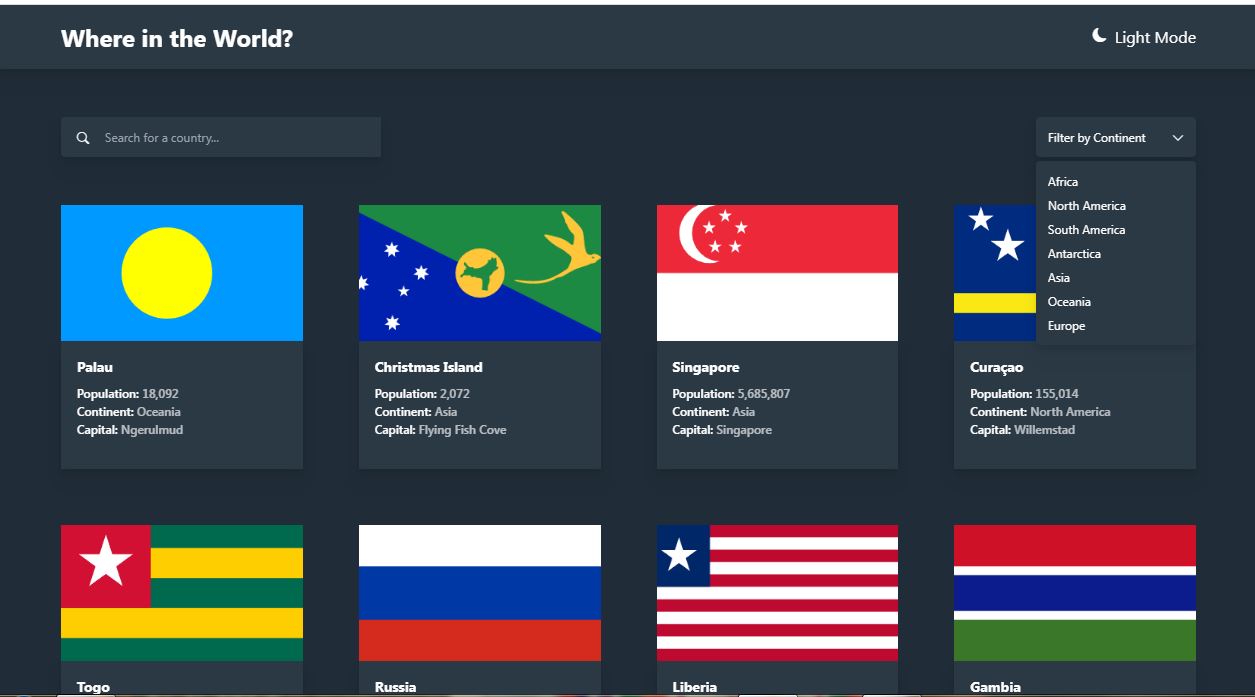 Where in the World?
Light Mode
Search for a country...
Filter by Continent
Africa
North America
South America
Antarctica
Asia
Oceania
Europe
Palau
Population: 18,092
Continent: Oceania
Capital: Ngerulmud
Christmas Island
Population: 2,072
Continent: Asia
Capital: Flying Fish Cove
Singapore
Population: 5,685,807
Continent: Asia
Capital: Singapore
Curaçao
Population: 155,014
Continent: North America
Capital: Willemstad
Togo
Russia
Liberia
Gambia